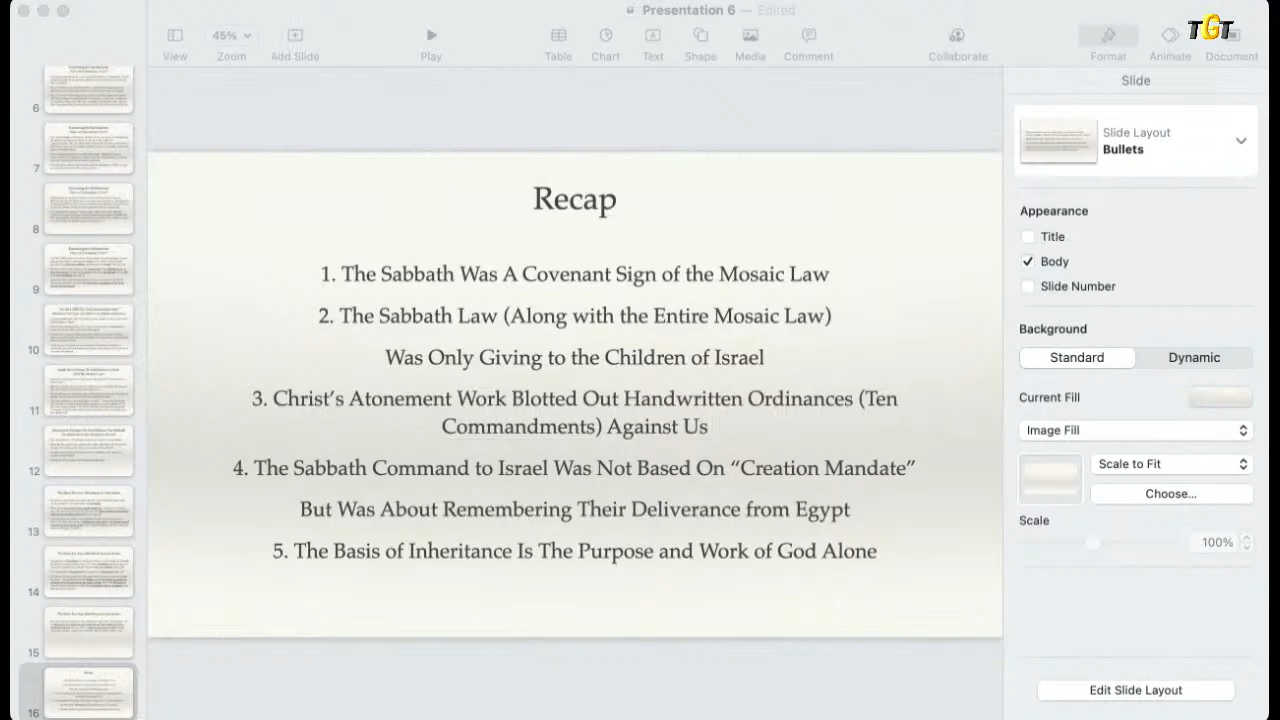 Presentation 6 — Edited
TGT
View
45%
Zoom
Add Slide
Play
Table
Chart
Text
Shape
Media
Comment
Collaborate
Format
Animate
Document
6
7
8
9
10
11
12
13
14
15
16
Recap
1. The Sabbath Was A Covenant Sign of the Mosaic Law
2. The Sabbath Law (Along with the Entire Mosaic Law)
Was Only Giving to the Children of Israel
3. Christ’s Atonement Work Blotted Out Handwritten Ordinances (Ten
Commandments) Against Us
4. The Sabbath Command to Israel Was Not Based On “Creation Mandate”
But Was About Remembering Their Deliverance from Egypt
5. The Basis of Inheritance Is The Purpose and Work of God Alone
Slide
Slide Layout
Bullets
Appearance
Title
Body
Slide Number
Background
Standard
Dynamic
Current Fill
Image Fill
Scale to Fit
Choose...
Scale
100%
Edit Slide Layout